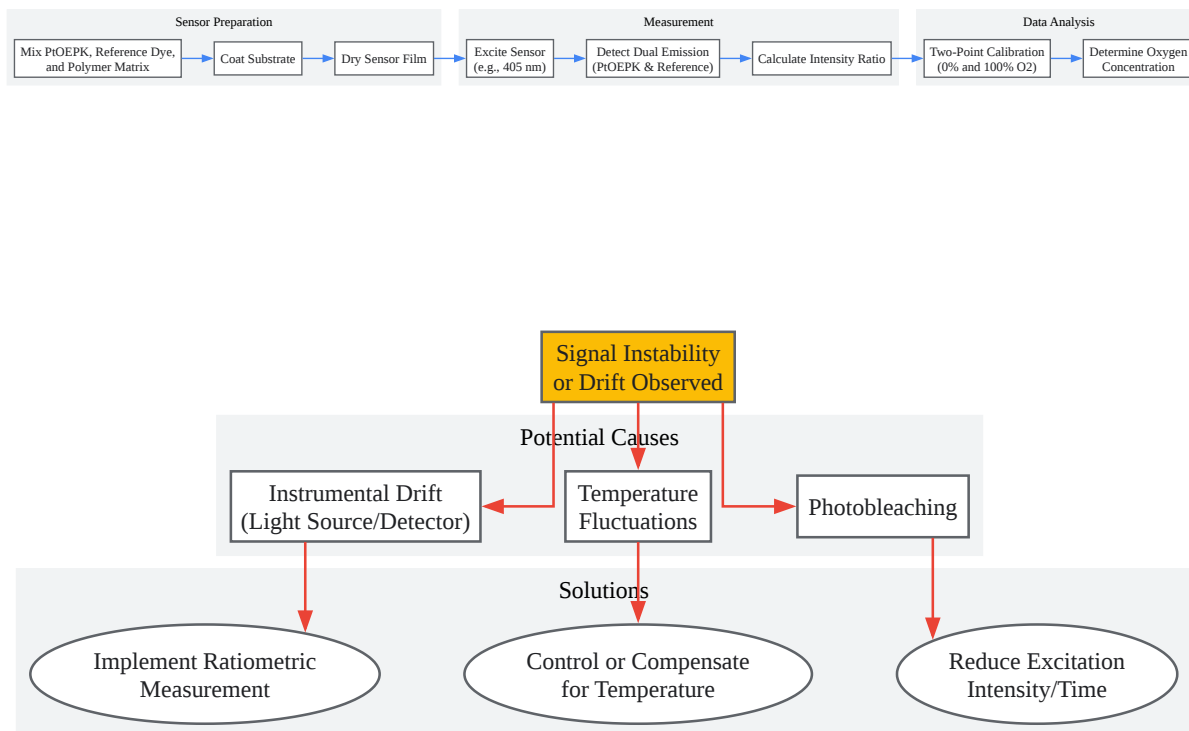 Sensor Preparation
Mix PtOEPK, Reference Dye,
and Polymer Matrix
Coat Substrate
Dry Sensor Film
Measurement
Excite Sensor
(e.g., 405 nm)
Detect Dual Emission
(PtOEPK & Reference)
Calculate Intensity Ratio
Data Analysis
Two-Point Calibration
(0% and 100% O2)
Determine Oxygen
Concentration
Signal Instability
or Drift Observed
Potential Causes
Instrumental Drift
(Light Source/Detector)
Temperature
Fluctuations
Photobleaching
Solutions
Implement Ratiometric
Measurement
Control or Compensate
for Temperature
Reduce Excitation
Intensity/Time